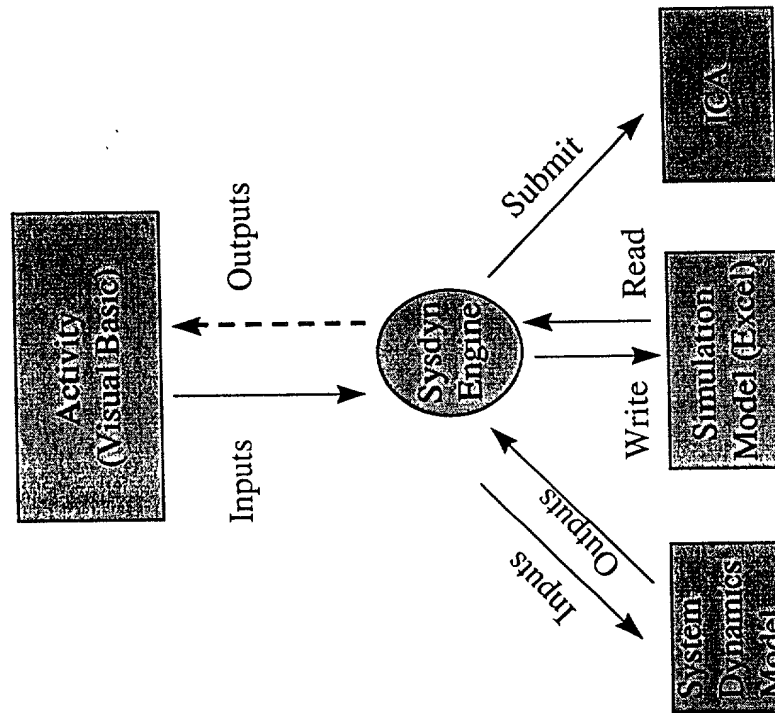 Activity
(Visual Basic)
Inputs
Outputs
Sysdyn
Engine
Inputs
Outputs
Write
Read
Submit
System
Dynamics
Model
Simulation
Model (Excel)
ICA